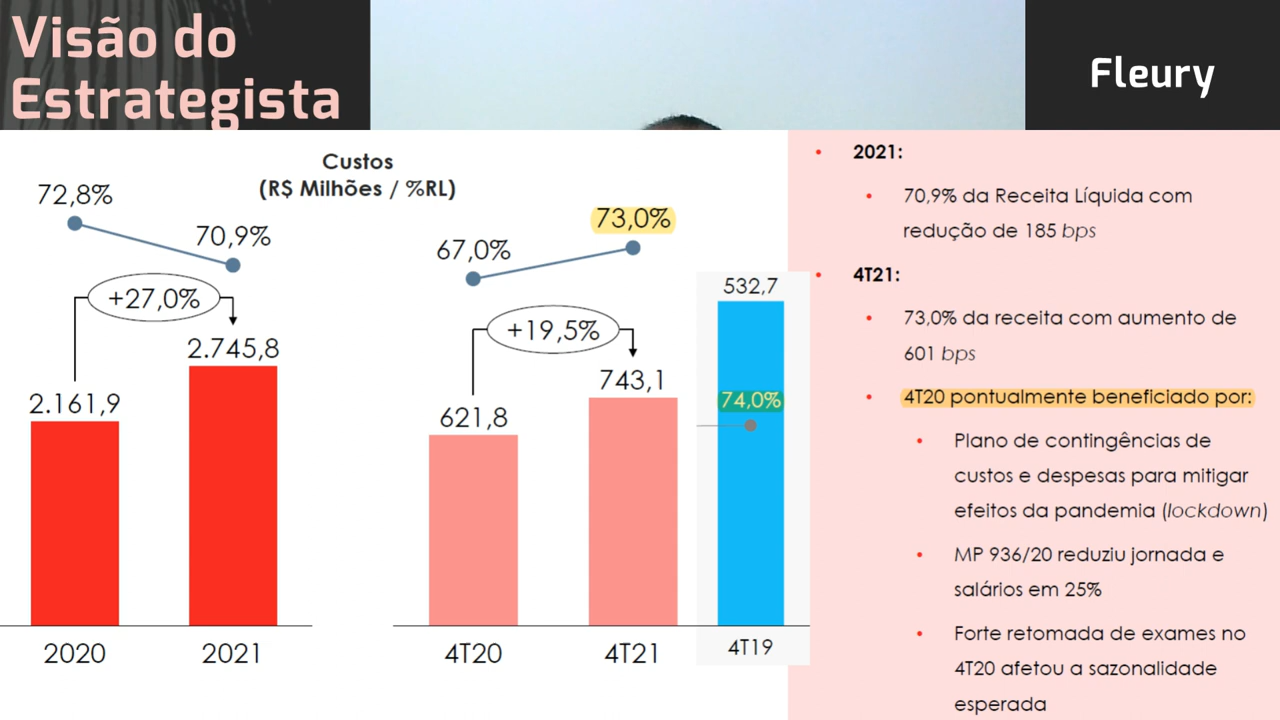 Visão do
Estrategista
Fleury
Custos
(R$ Milhões / %RL)
72,8%
70,9%
+27,0%
2.745,8
2.161,9
2020
2021
67,0%
73,0%
+19,5%
743,1
621,8
532,7
74,0%
4T20
4T21
4T19
• 2021:
• 70,9% da Receita Líquida com
redução de 185 bps
• 4T21:
• 73,0% da receita com aumento de
601 bps
• 4T20 pontualmente beneficiado por:
• Plano de contingências de
custos e despesas para mitigar
efeitos da pandemia (lockdown)
• MP 936/20 reduziu jornada e
salários em 25%
• Forte retomada de exames no
4T20 afetou a sazonalidade
esperada